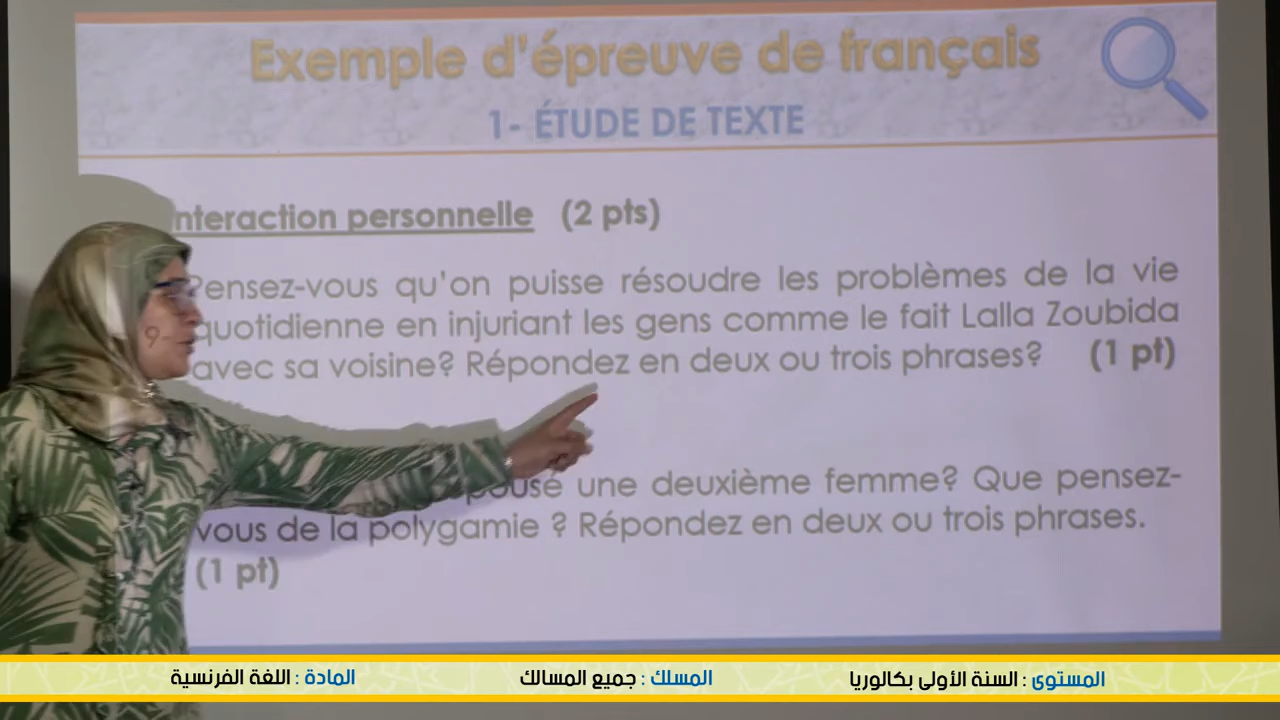 Exemple d'épreuve de français
1- ÉTUDE DE TEXTE
nteraction personnelle (2 pts)
Pensez-vous qu'on puisse résoudre les problèmes de la vie
quotidienne en injuriant les gens comme le fait Lalla Zoubida
avec sa voisine? Répondez en deux ou trois phrases? (1 pt)
9
pousé une deuxième femme? Que pensez-
vous de la polygamie ? Répondez en deux ou trois phrases.
(1 pt)
المستوى : السنة الأولى بكالوريا
المسلك : جميع المسالك
المادة : اللغة الفرنسية